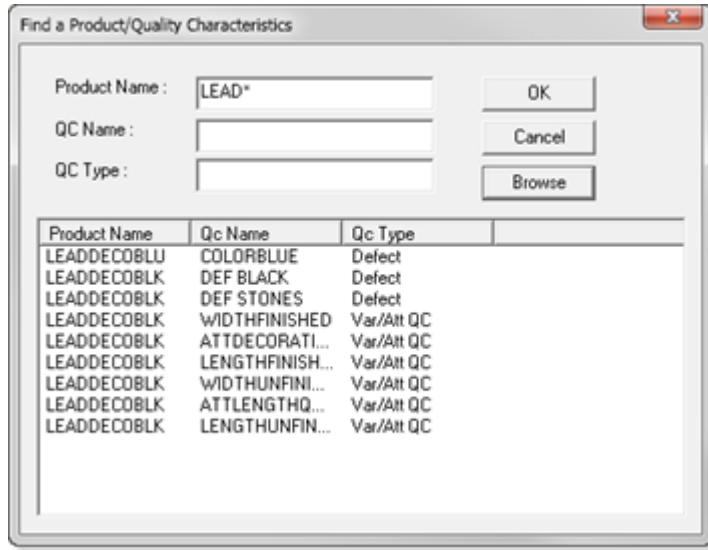 Find a Product/Quality Characteristics
Product Name : LEAD* OK
QC Name : Cancel
QC Type : Browse
Product Name Qc Name Qc Type
LEADDECOBLU COLORBLUE Defect
LEADDECOBLK DEF BLACK Defect
LEADDECOBLK DEF STONES Defect
LEADDECOBLK WIDTHFINISHED Var/Att QC
LEADDECOBLK ATTDECORATI... Var/Att QC
LEADDECOBLK LENGTHFINISH... Var/Att QC
LEADDECOBLK WIDTHUNFINI... Var/Att QC
LEADDECOBLK ATTLENGTHQ... Var/Att QC
LEADDECOBLK LENGTHUNFIN... Var/Att QC